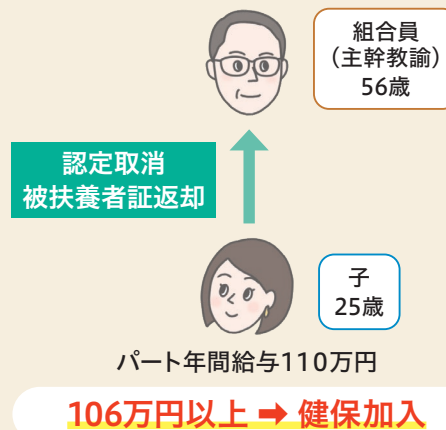 組合員
（主幹教諭）
56歳
認定取消
被扶養者証返却
子
25歳
パート年間給与110万円
106万円以上➡健保加入